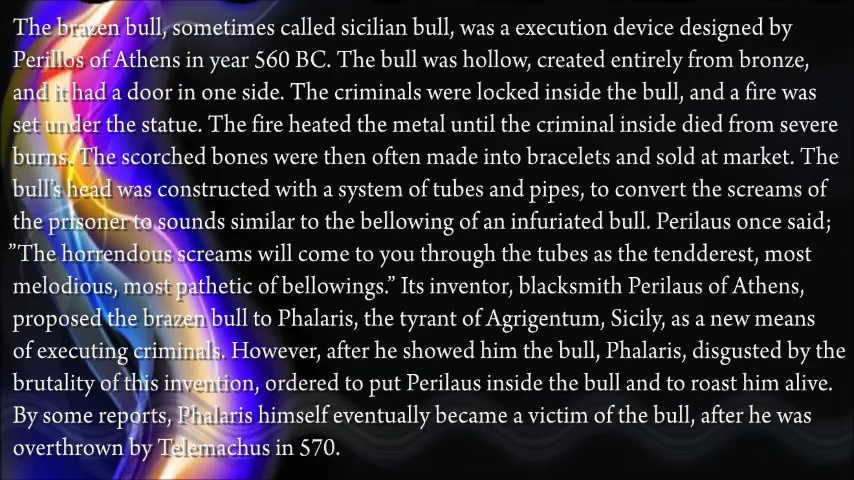 The brazen bull, sometimes called sicilian bull, was a execution device designed by
Perillos of Athens in year 560 BC. The bull was hollow, created entirely from bronze,
and it had a door in one side. The criminals were locked inside the bull, and a fire was
set under the statue. The fire heated the metal until the criminal inside died from severe
burns. The scorched bones were then often made into bracelets and sold at market. The
bull's head was constructed with a system of tubes and pipes, to convert the screams of
the prisoner to sounds similar to the bellowing of an infuriated bull. Perilaus once said;
”The horrendous screams will come to you through the tubes as the tendderest, most
melodious, most pathetic of bellowings.” Its inventor, blacksmith Perilaus of Athens,
proposed the brazen bull to Phalaris, the tyrant of Agrigentum, Sicily, as a new means
of executing criminals. However, after he showed him the bull, Phalaris, disgusted by the
brutality of this invention, ordered to put Perilaus inside the bull and to roast him alive.
By some reports, Phalaris himself eventually became a victim of the bull, after he was
overthrown by Telemachus in 570.